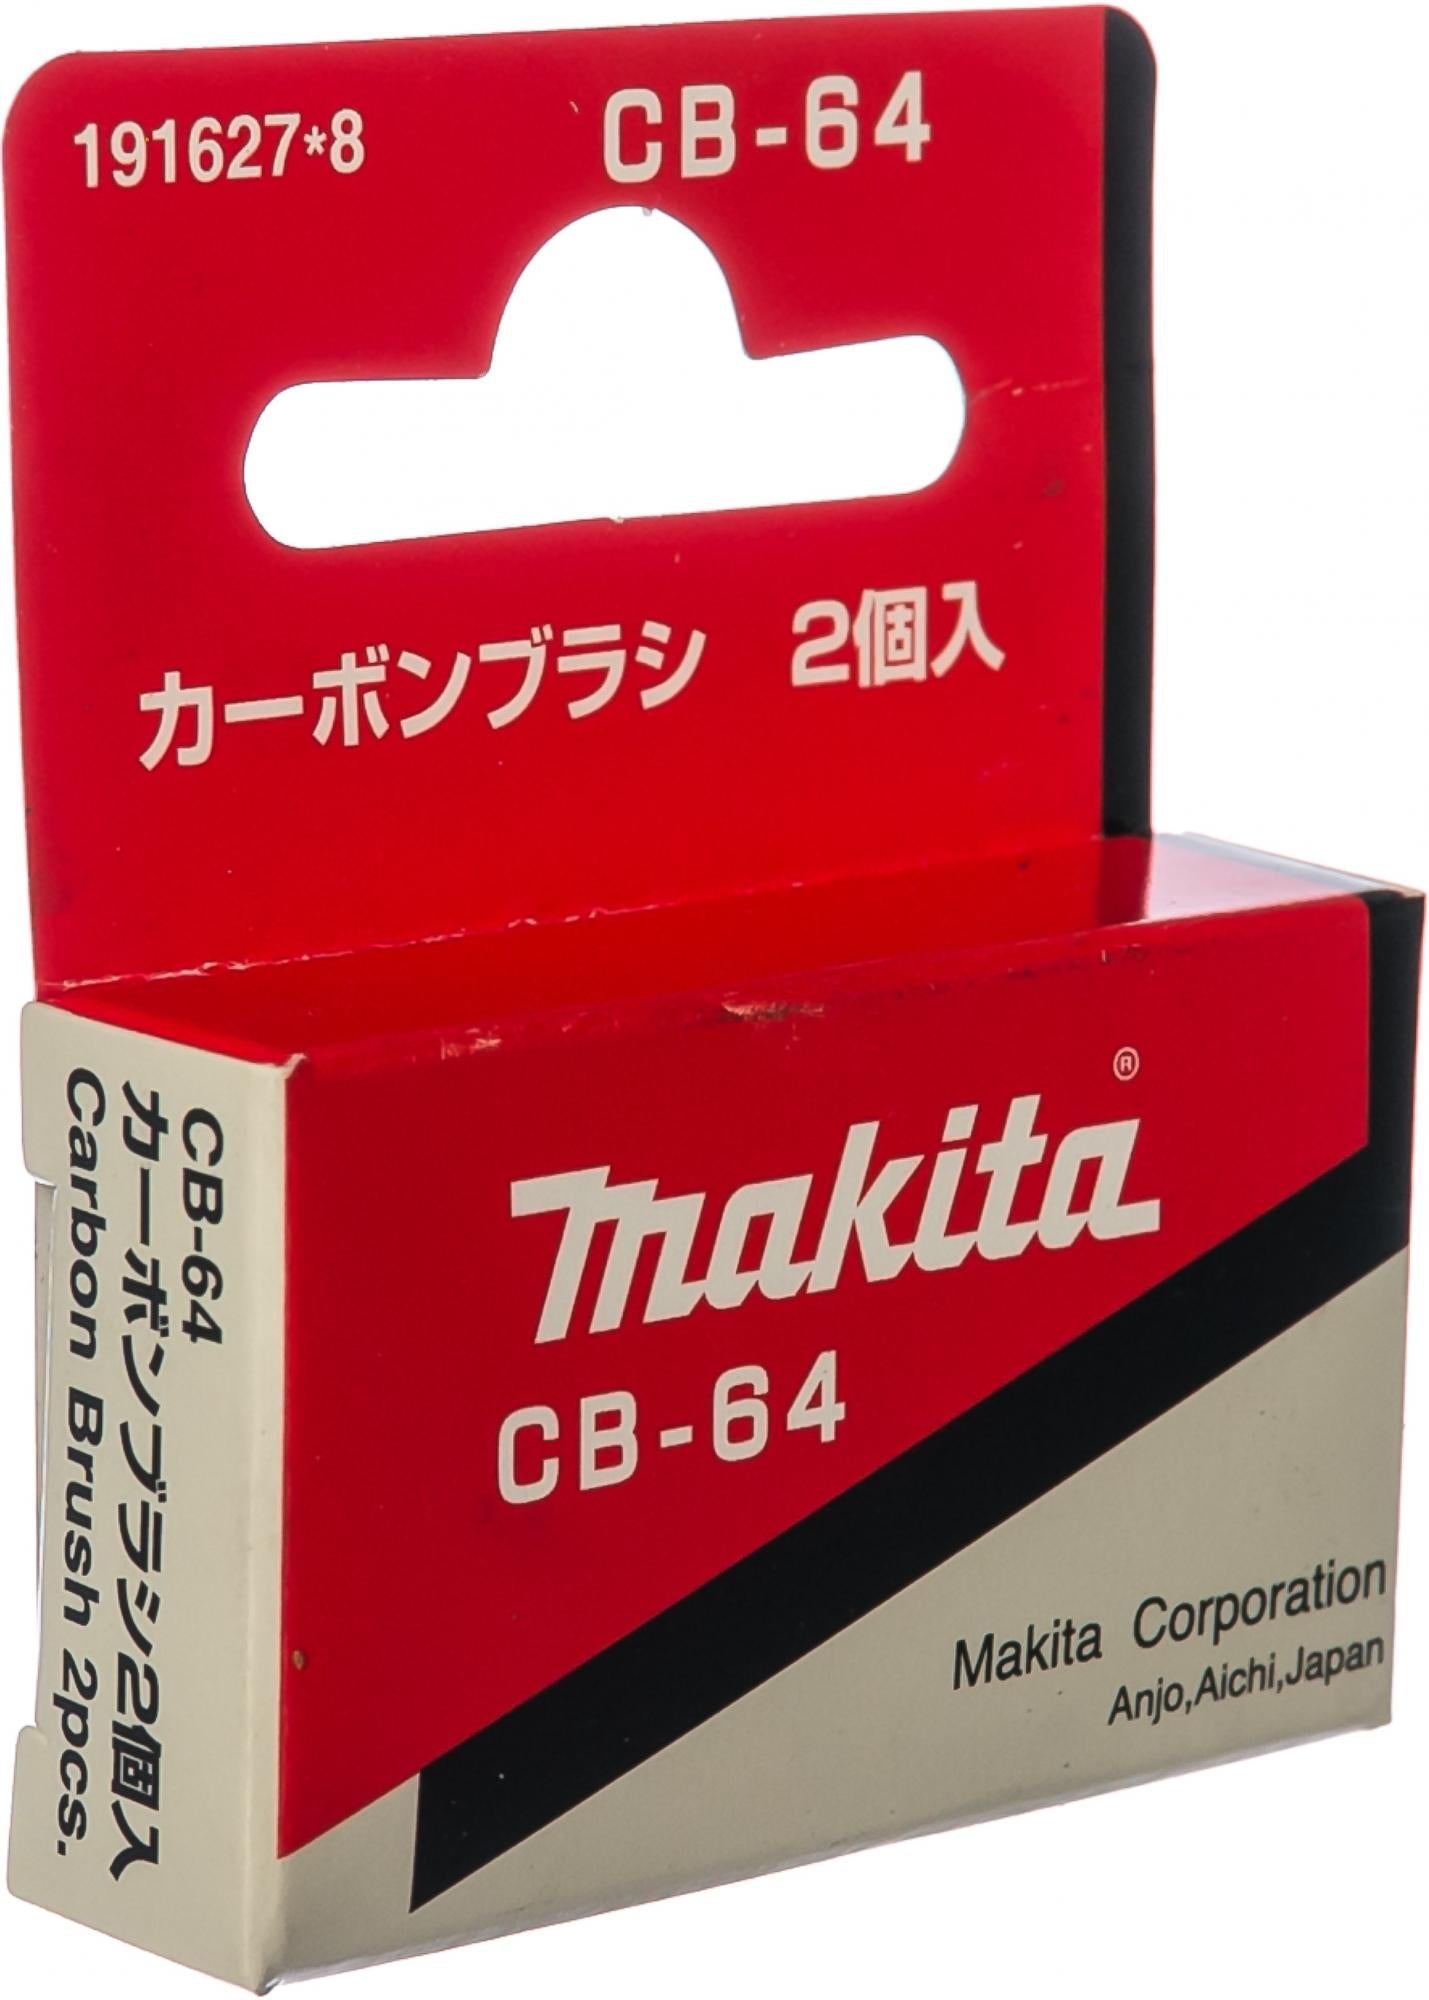 191627*8 CB-64
カーボンブラシ 2個入
makita®
CB-64
Makita Corporation
Anjo,Aichi,Japan
CB-64
カーボンブラシ2個入
Carbon Brush 2pcs.